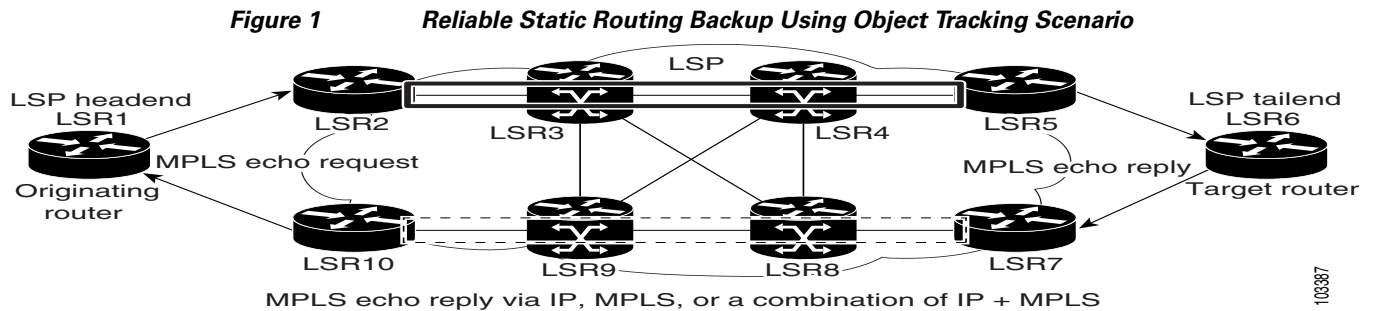 Figure 1 Reliable Static Routing Backup Using Object Tracking Scenario
LSP
LSP headend
LSR1
LSR2
LSR3
LSR4
LSR5
LSP tailend
LSR6
MPLS echo request
MPLS echo reply
Originating
router
Target router
LSR10
LSR9
LSR8
LSR7
MPLS echo reply via IP, MPLS, or a combination of IP + MPLS
103387